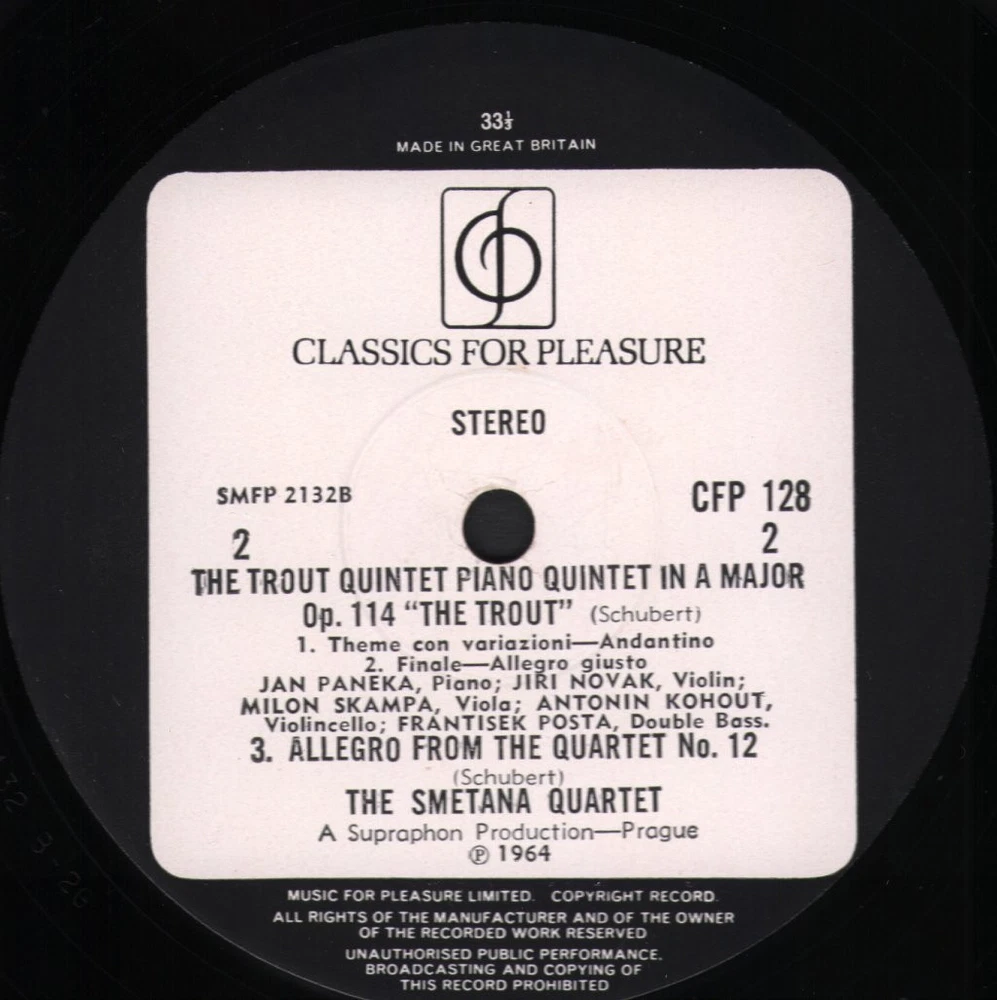 33⅓
MADE IN GREAT BRITAIN
CLASSICS FOR PLEASURE
STEREO
SMFP 2132B
CFP 128
2
2
THE TROUT QUINTET PIANO QUINTET IN A MAJOR
Op. 114 “THE TROUT” (Schubert)
1. Theme con variazioni—Andantino
2. Finale—Allegro giusto
JAN PANEKA, Piano; JIRI NOVAK, Violin;
MILON SKAMPA, Viola; ANTONIN KOHOUT,
Violincello; FRANTISEK POSTA, Double Bass.
3. ALLEGRO FROM THE QUARTET No. 12
(Schubert)
THE SMETANA QUARTET
A Supraphon Production—Prague
℗ 1964
MUSIC FOR PLEASURE LIMITED. COPYRIGHT RECORD.
ALL RIGHTS OF THE MANUFACTURER AND OF THE OWNER
OF THE RECORDED WORK RESERVED
UNAUTHORISED PUBLIC PERFORMANCE,
BROADCASTING AND COPYING OF
THIS RECORD PROHIBITED